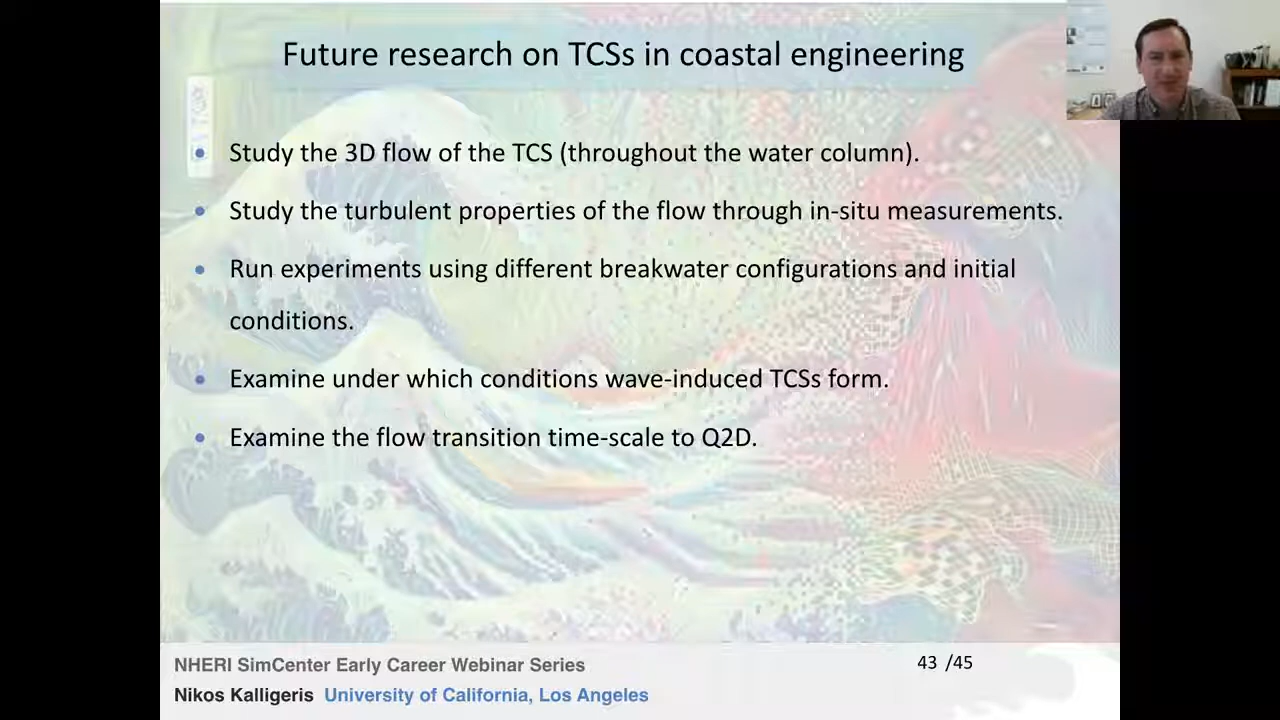 Future research on TCSs in coastal engineering
• Study the 3D flow of the TCS (throughout the water column).
• Study the turbulent properties of the flow through in-situ measurements.
• Run experiments using different breakwater configurations and initial
conditions.
• Examine under which conditions wave-induced TCSs form.
• Examine the flow transition time-scale to Q2D.
NHERI SimCenter Early Career Webinar Series
43 /45
Nikos Kalligeris University of California, Los Angeles